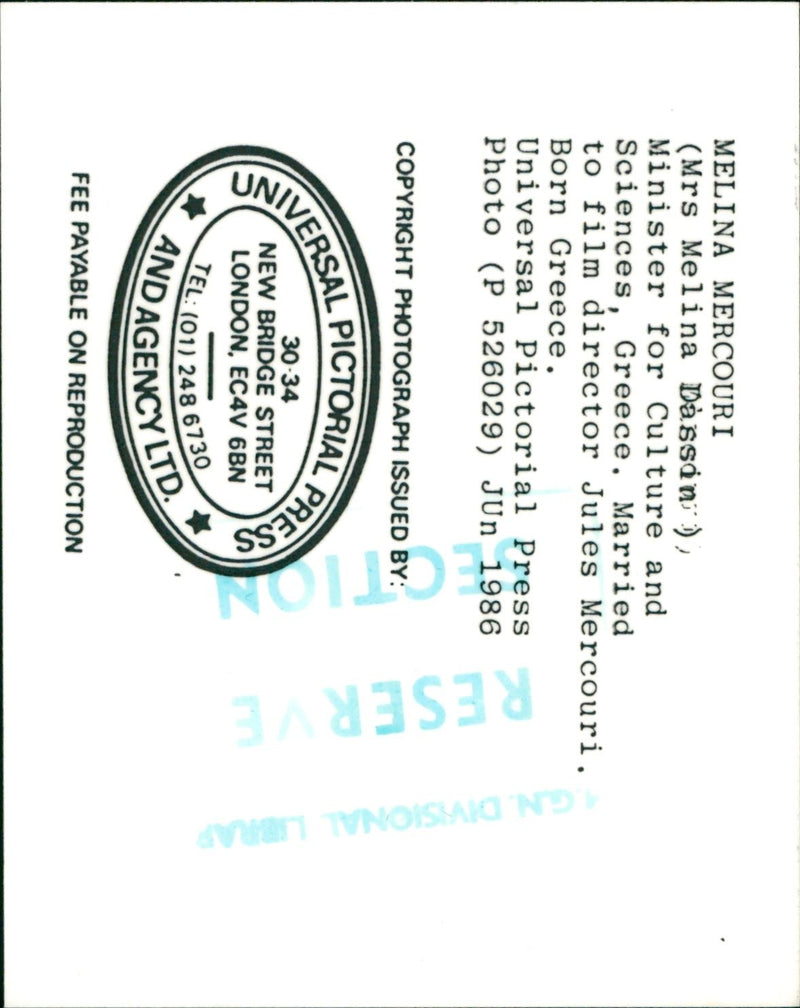 MELINA MERCOURI
(Mrs Melina Dassin),
Minister for Culture and
Sciences, Greece. Married
to film director Jules Mercouri.
Born Greece.
Universal Pictorial Press
Photo (P 526029) JUn 1986
COPYRIGHT PHOTOGRAPH ISSUED BY:
UNIVERSAL PICTORIAL PRESS
★ AND AGENCY LTD. ★
30-34
NEW BRIDGE STREET
LONDON, EC4V 6BN
TEL: (01) 248 6730
FEE PAYABLE ON REPRODUCTION
.G.N. DIVISIONAL LIBRAR
RESERVE
SECTION